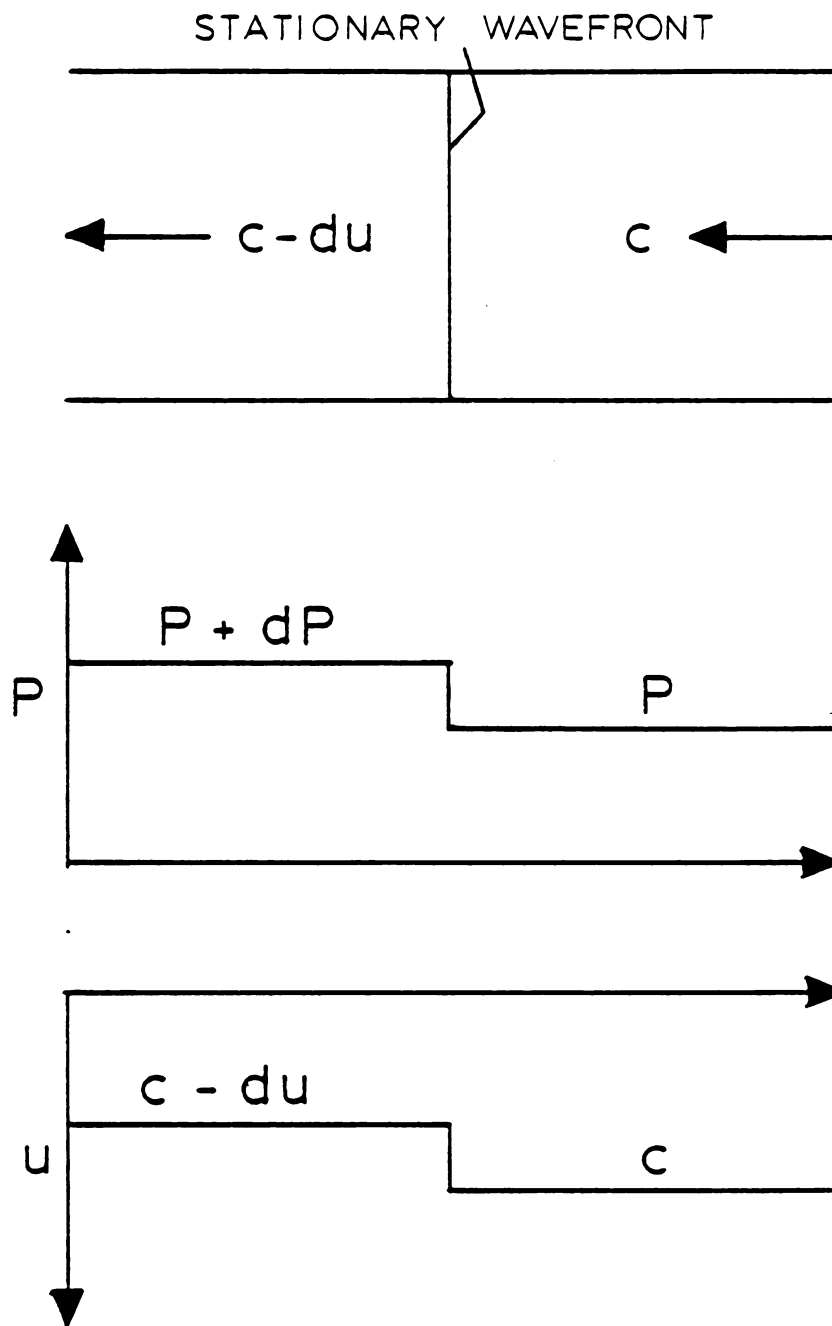 STATIONARY WAVEFRONT
c-du c
P + dP
P P
c - du
u c